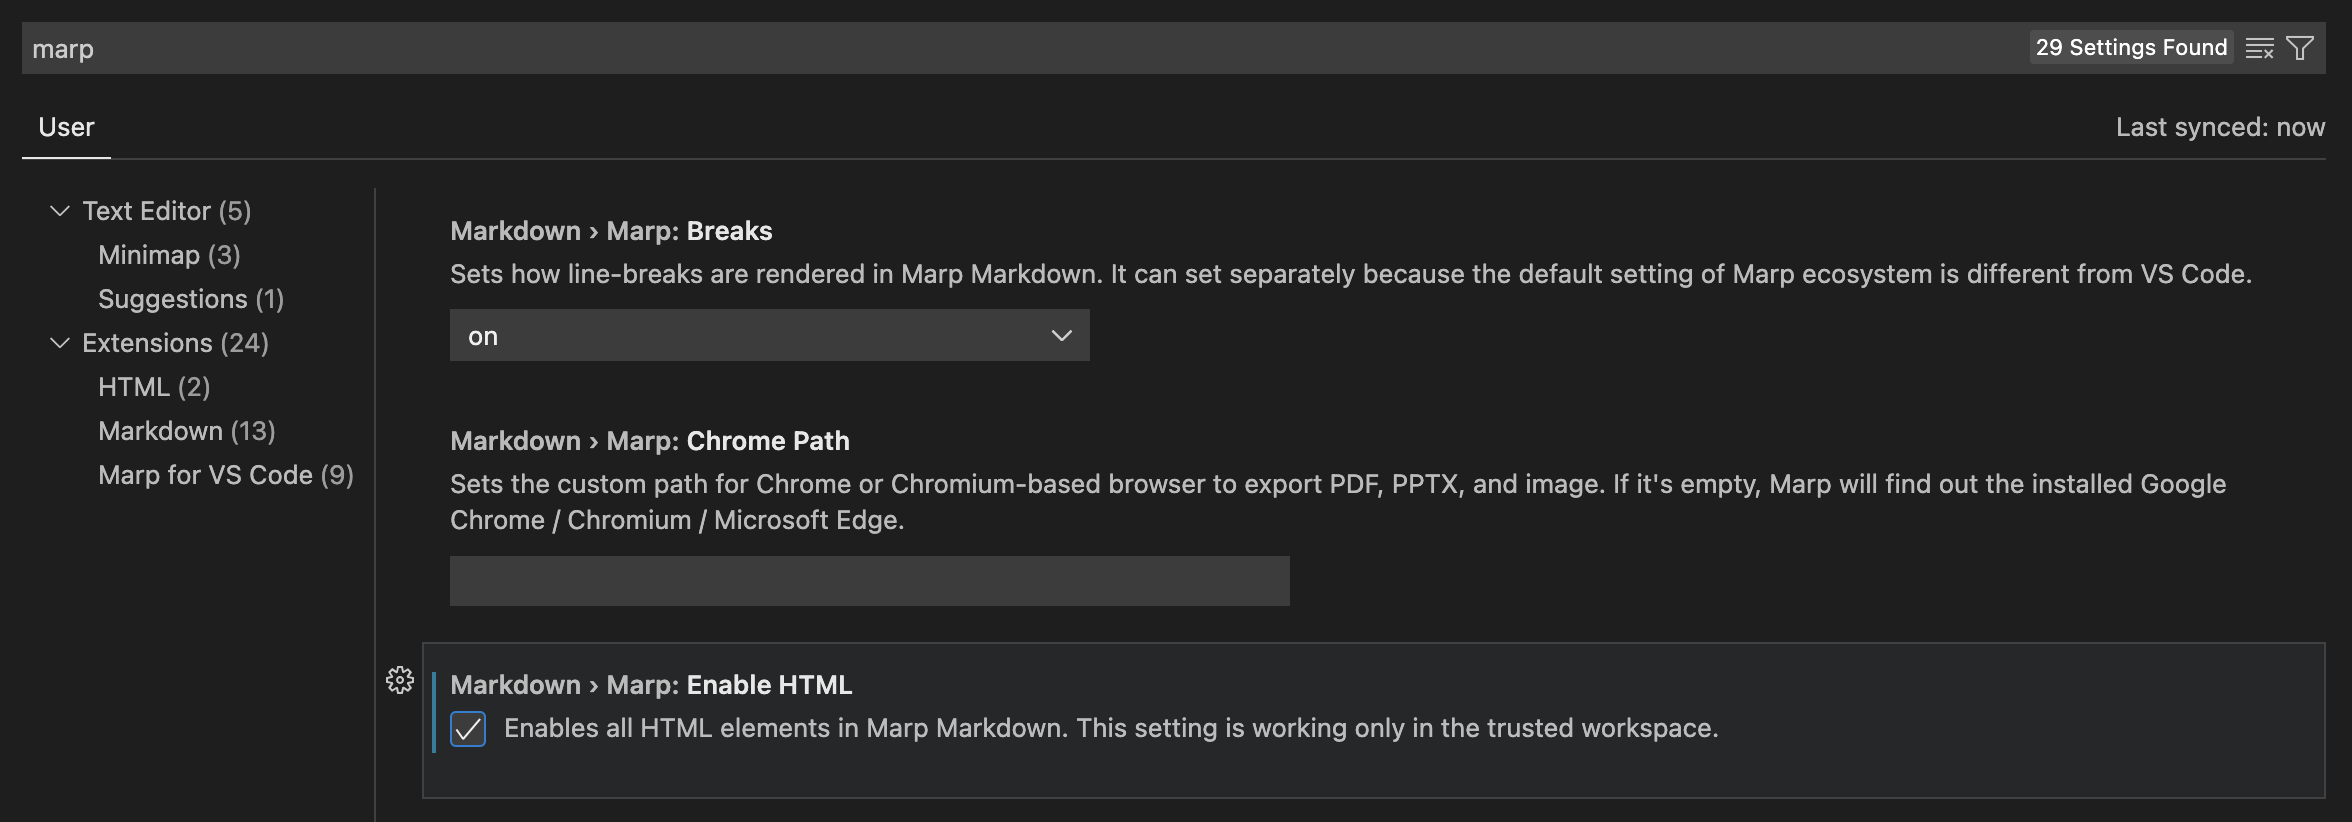 marp
29 Settings Found
User
Last synced: now
Text Editor (5)
Minimap (3)
Suggestions (1)
Extensions (24)
HTML (2)
Markdown (13)
Marp for VS Code (9)
Markdown › Marp: Breaks
Sets how line-breaks are rendered in Marp Markdown. It can set separately because the default setting of Marp ecosystem is different from VS Code.
on
Markdown › Marp: Chrome Path
Sets the custom path for Chrome or Chromium-based browser to export PDF, PPTX, and image. If it's empty, Marp will find out the installed Google
Chrome / Chromium / Microsoft Edge.
Markdown › Marp: Enable HTML
Enables all HTML elements in Marp Markdown. This setting is working only in the trusted workspace.